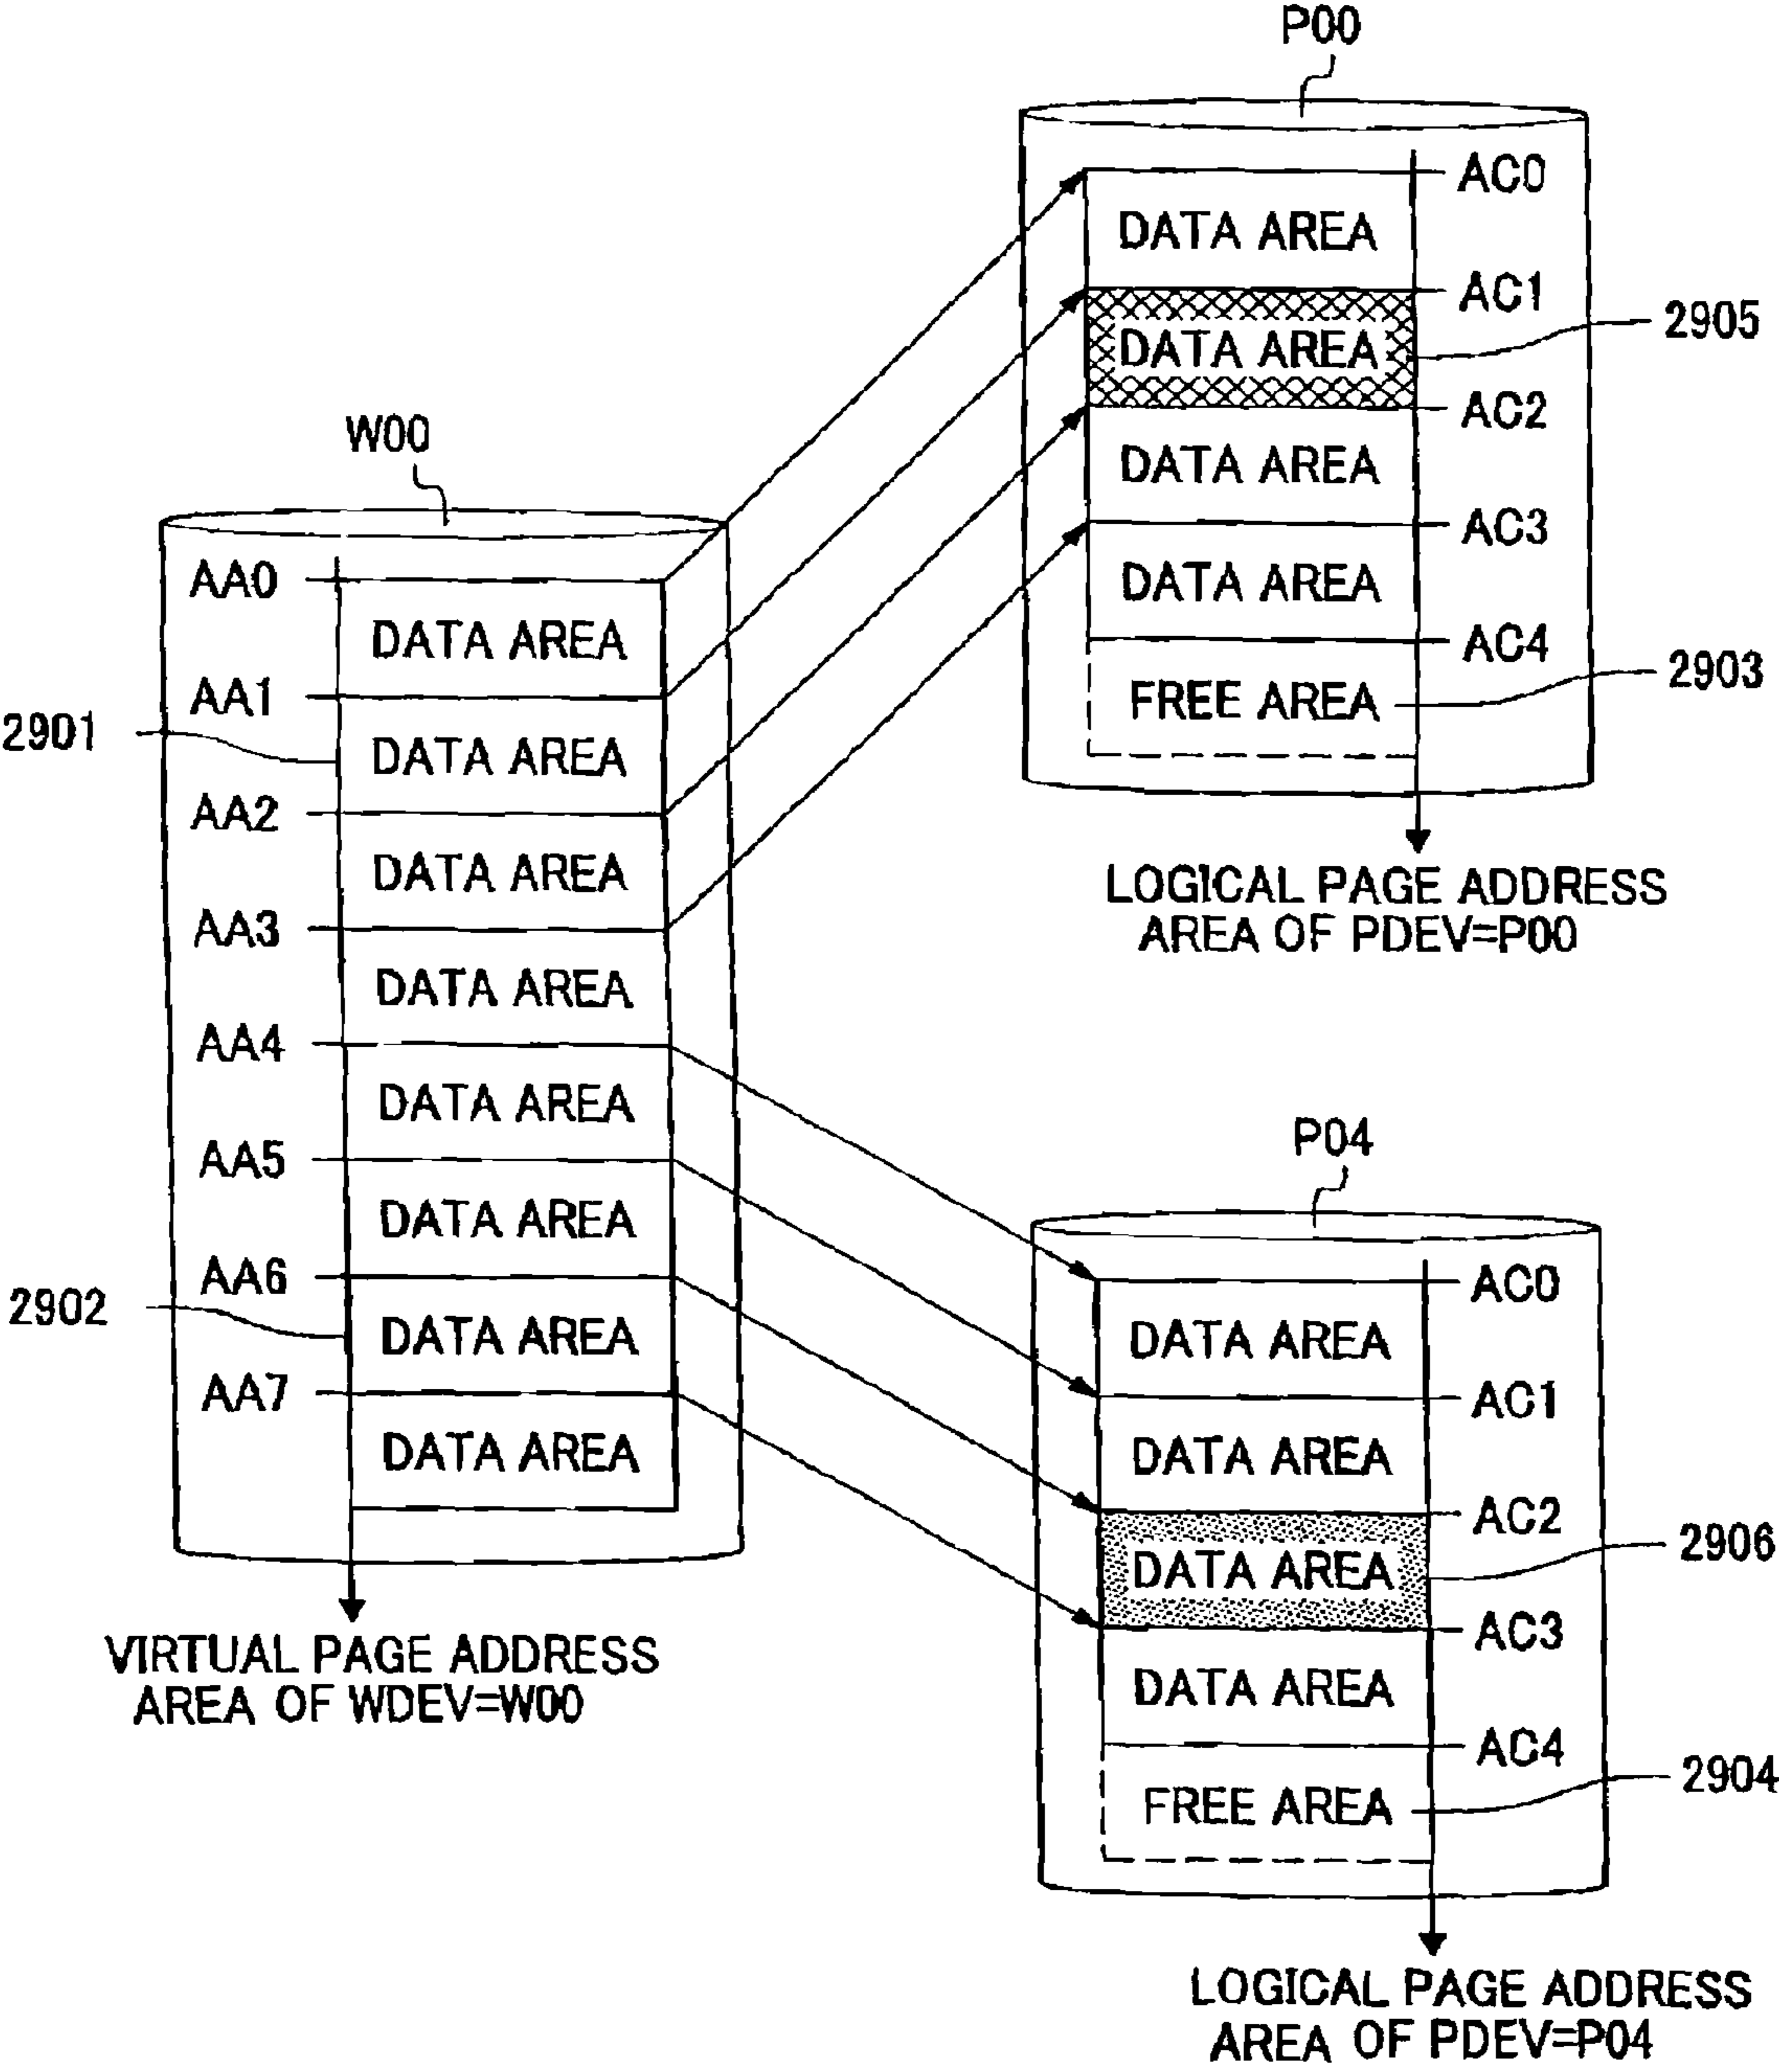 P00
AC0
DATA AREA
AC1
DATA AREA
2905
AC2
DATA AREA
AC3
DATA AREA
AC4
FREE AREA
2903
LOGICAL PAGE ADDRESS
AREA OF PDEV=P00
W00
AA0
DATA AREA
AA1
2901
DATA AREA
AA2
DATA AREA
AA3
DATA AREA
AA4
DATA AREA
AA5
DATA AREA
AA6
2902
DATA AREA
AA7
DATA AREA
VIRTUAL PAGE ADDRESS
AREA OF WDEV=W00
P04
AC0
DATA AREA
AC1
DATA AREA
AC2
DATA AREA
2906
AC3
DATA AREA
AC4
FREE AREA
2904
LOGICAL PAGE ADDRESS
AREA OF PDEV=P04